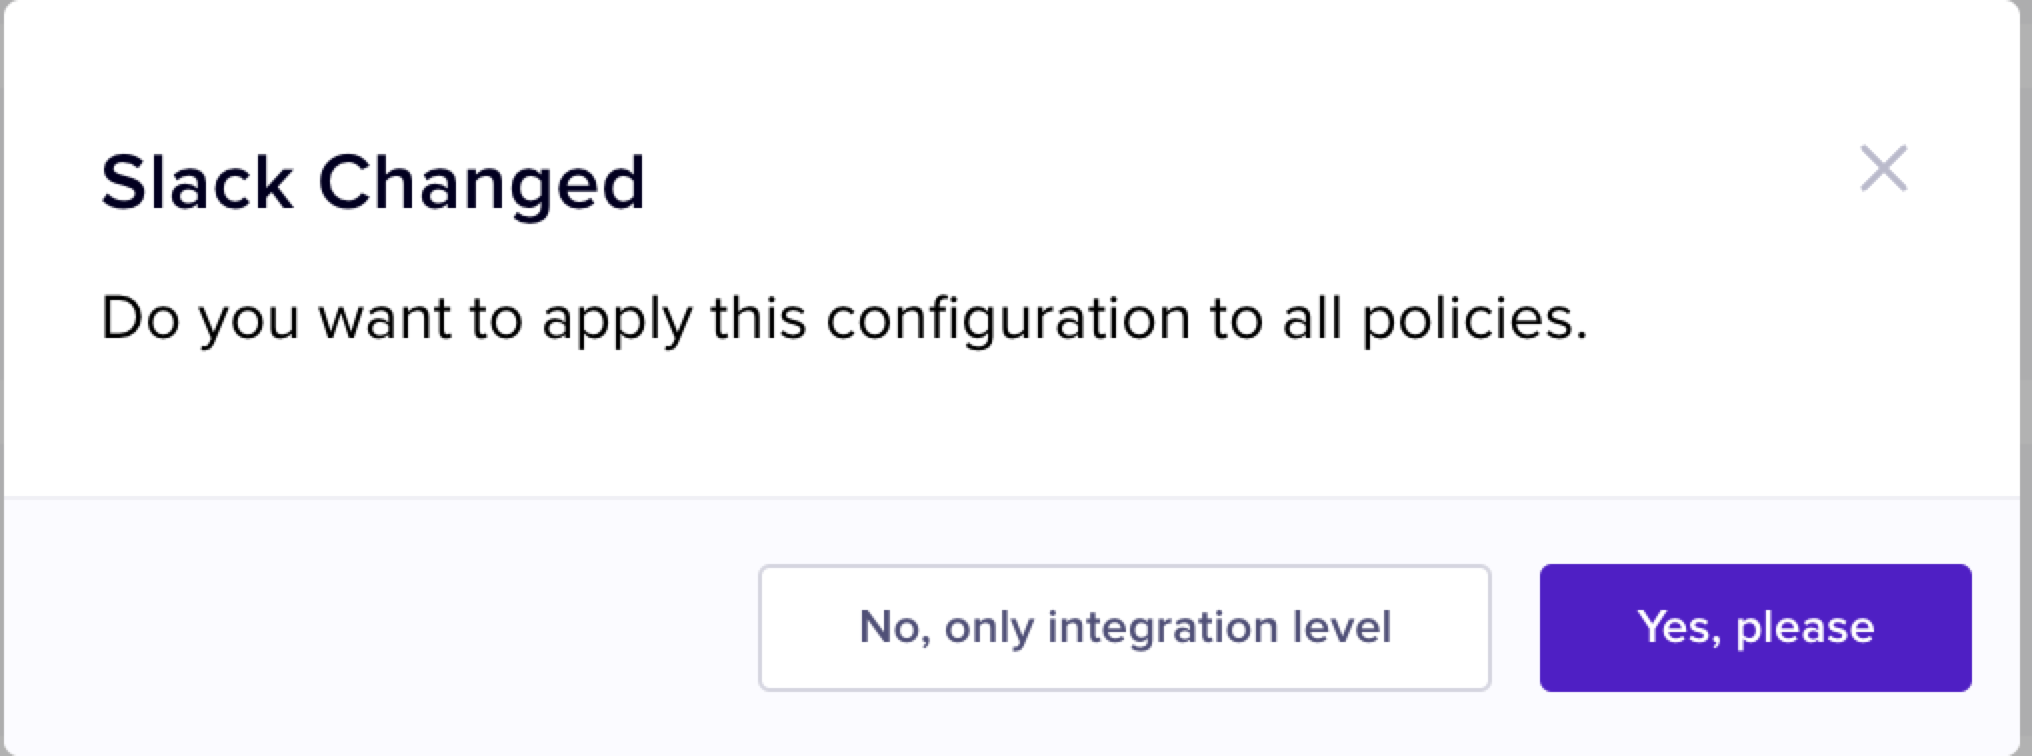 Slack Changed
Do you want to apply this configuration to all policies.
No, only integration level
Yes, please